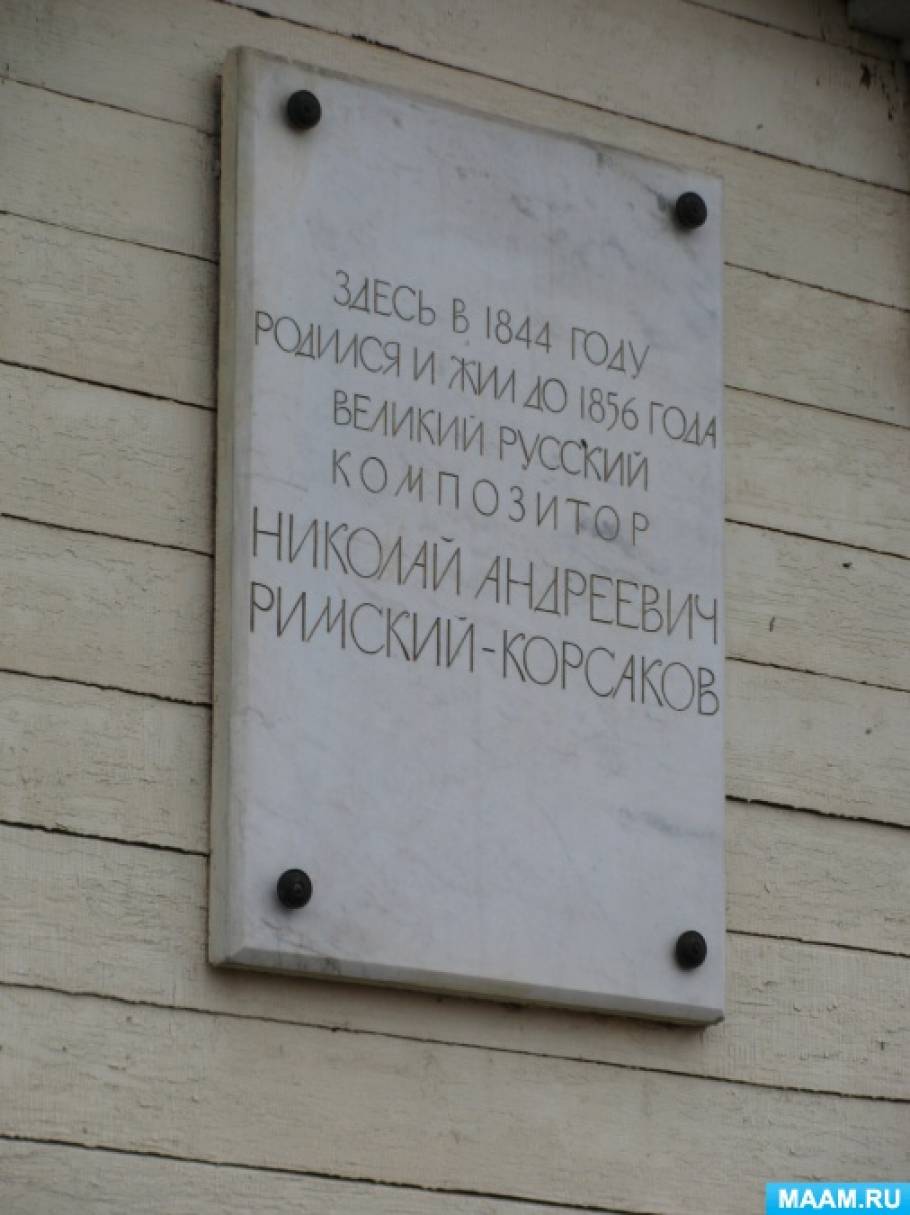 ЗДЕСЬ В 1844 ГОДУ
РОДИЛСЯ И ЖИЛ ДО 1856 ГОДА
ВЕЛИКИЙ РУССКИЙ
КОМПОЗИТОР
НИКОЛАЙ АНДРЕЕВИЧ
РИМСКИЙ-КОРСАКОВ
MAAM.RU